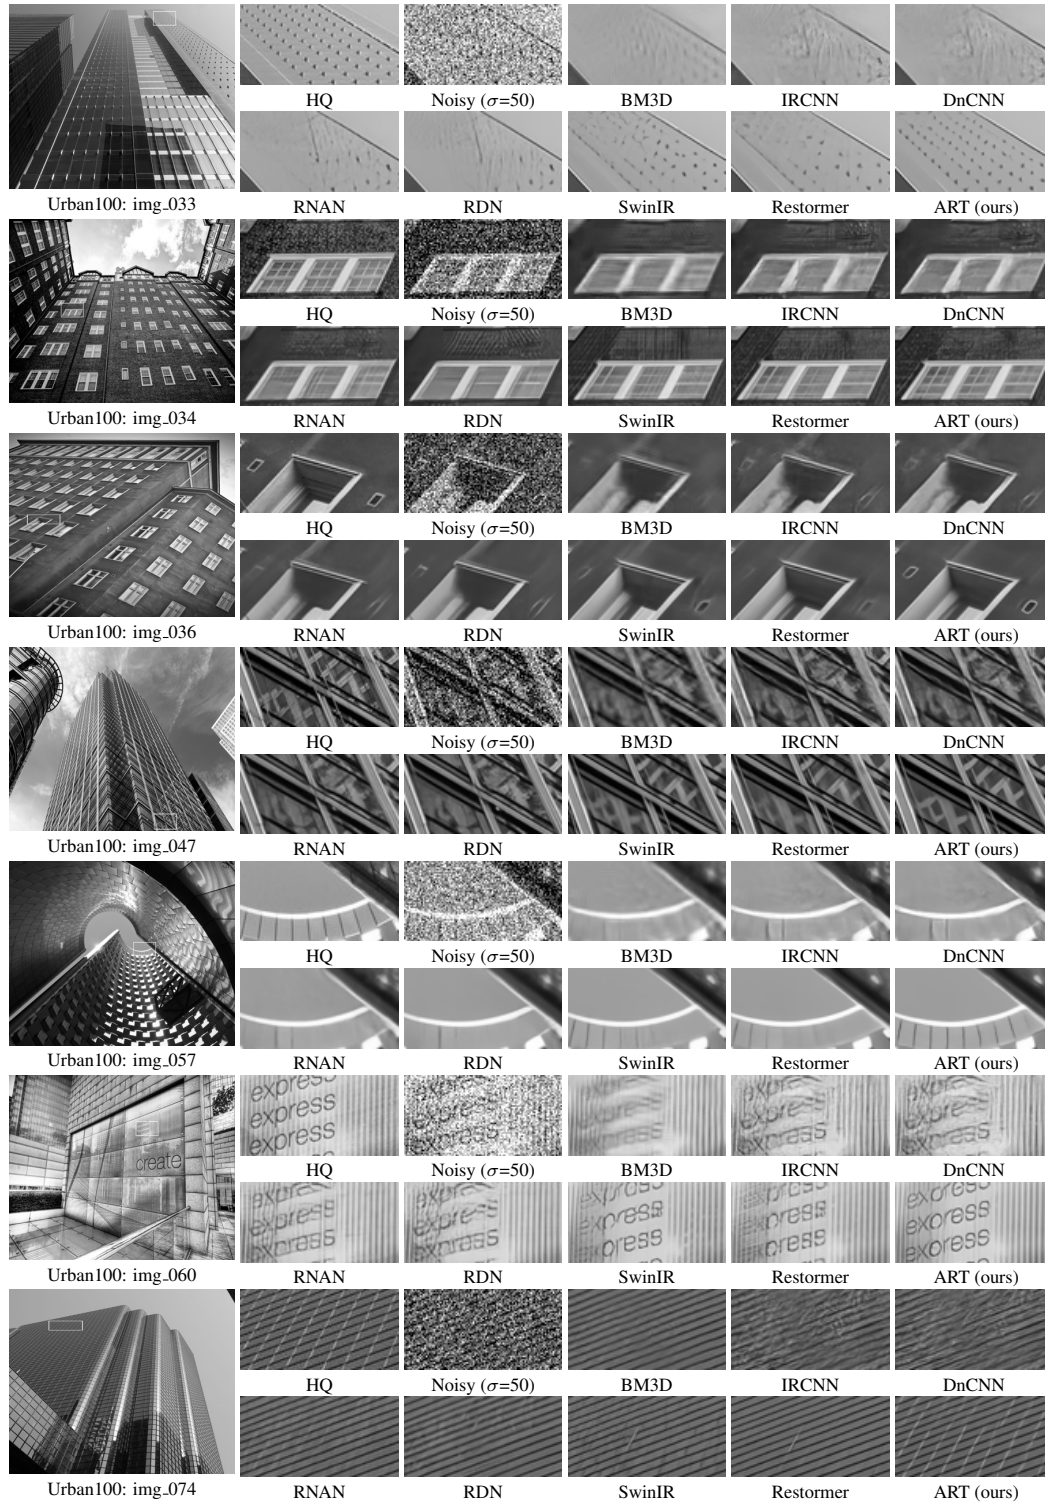 HQ Noisy (σ=50) BM3D IRCNN DnCNN
RNAN RDN SwinIR Restormer ART (ours)
Urban100: img_033
HQ Noisy (σ=50) BM3D IRCNN DnCNN
RNAN RDN SwinIR Restormer ART (ours)
Urban100: img_034
HQ Noisy (σ=50) BM3D IRCNN DnCNN
RNAN RDN SwinIR Restormer ART (ours)
Urban100: img_036
HQ Noisy (σ=50) BM3D IRCNN DnCNN
RNAN RDN SwinIR Restormer ART (ours)
Urban100: img_047
HQ Noisy (σ=50) BM3D IRCNN DnCNN
RNAN RDN SwinIR Restormer ART (ours)
Urban100: img_057
create
express
express
express
HQ Noisy (σ=50) BM3D IRCNN DnCNN
RNAN RDN SwinIR Restormer ART (ours)
Urban100: img_060
HQ Noisy (σ=50) BM3D IRCNN DnCNN
RNAN RDN SwinIR Restormer ART (ours)
Urban100: img_074